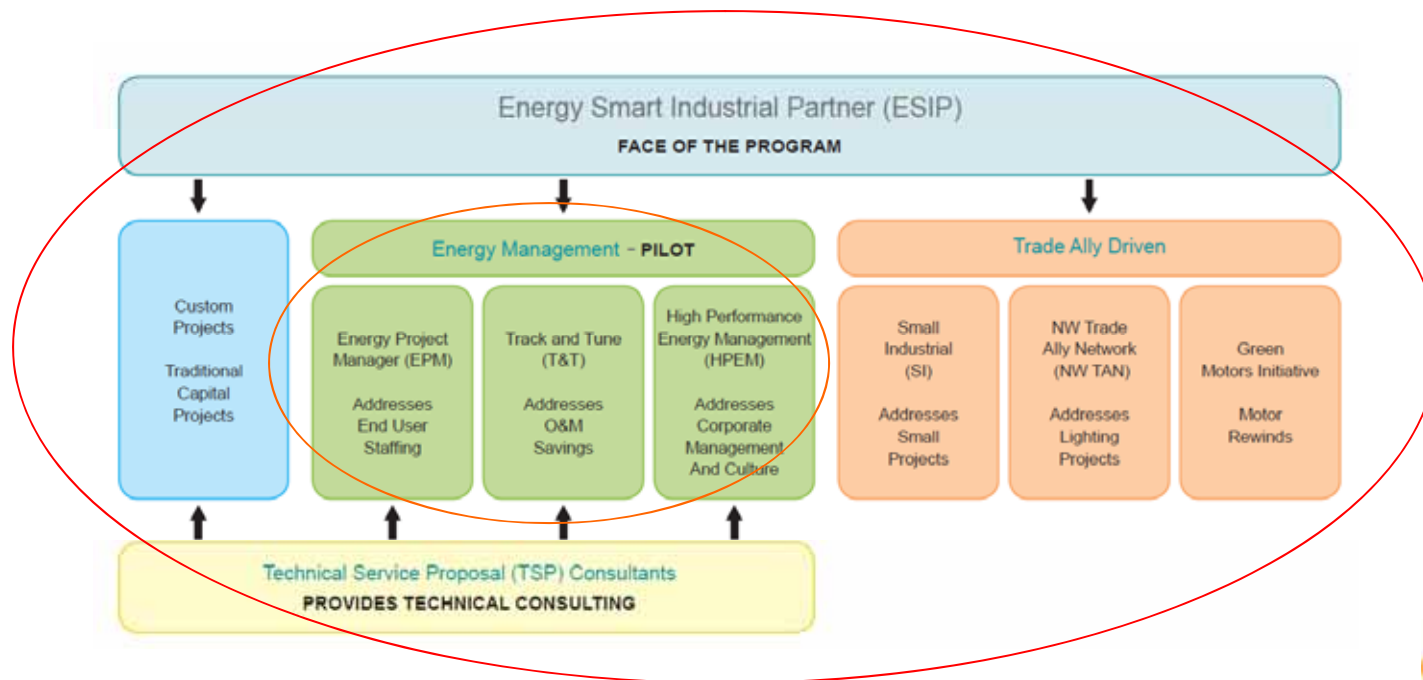 Energy Smart Industrial Partner (ESIP)
FACE OF THE PROGRAM
Custom
Projects
Traditional
Capital
Projects
Energy Management - PILOT
Energy Project
Manager (EPM)
Addresses
End User
Staffing
Track and Tune
(T&T)
Addresses
O&M
Savings
High Performance
Energy Management
(HPEM)
Addresses
Corporate
Management
And Culture
Trade Ally Driven
Small
Industrial
(SI)
Addresses
Small
Projects
NW Trade
Ally Network
(NW TAN)
Addresses
Lighting
Projects
Green
Motors Initiative
Motor
Rewinds
Technical Service Proposal (TSP) Consultants
PROVIDES TECHNICAL CONSULTING